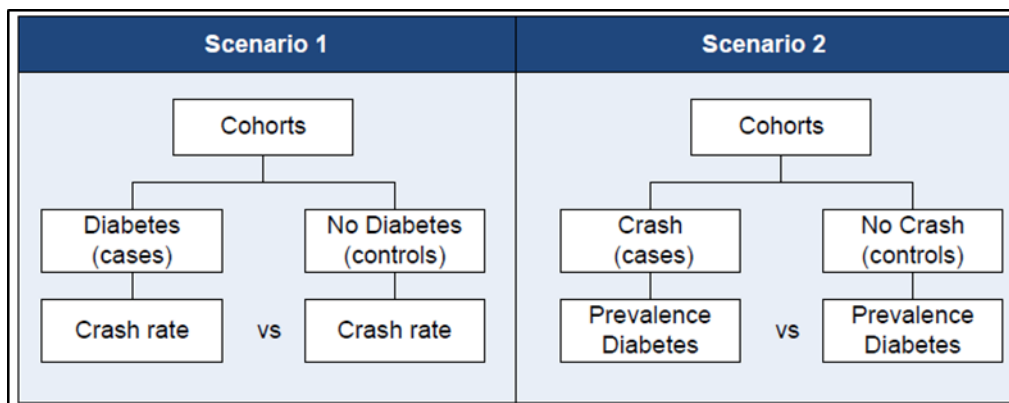 Scenario 1
Cohorts
Diabetes
(cases)
No Diabetes
(controls)
Crash rate
vs
Crash rate
Scenario 2
Cohorts
Crash
(cases)
No Crash
(controls)
Prevalence
Diabetes
vs
Prevalence
Diabetes